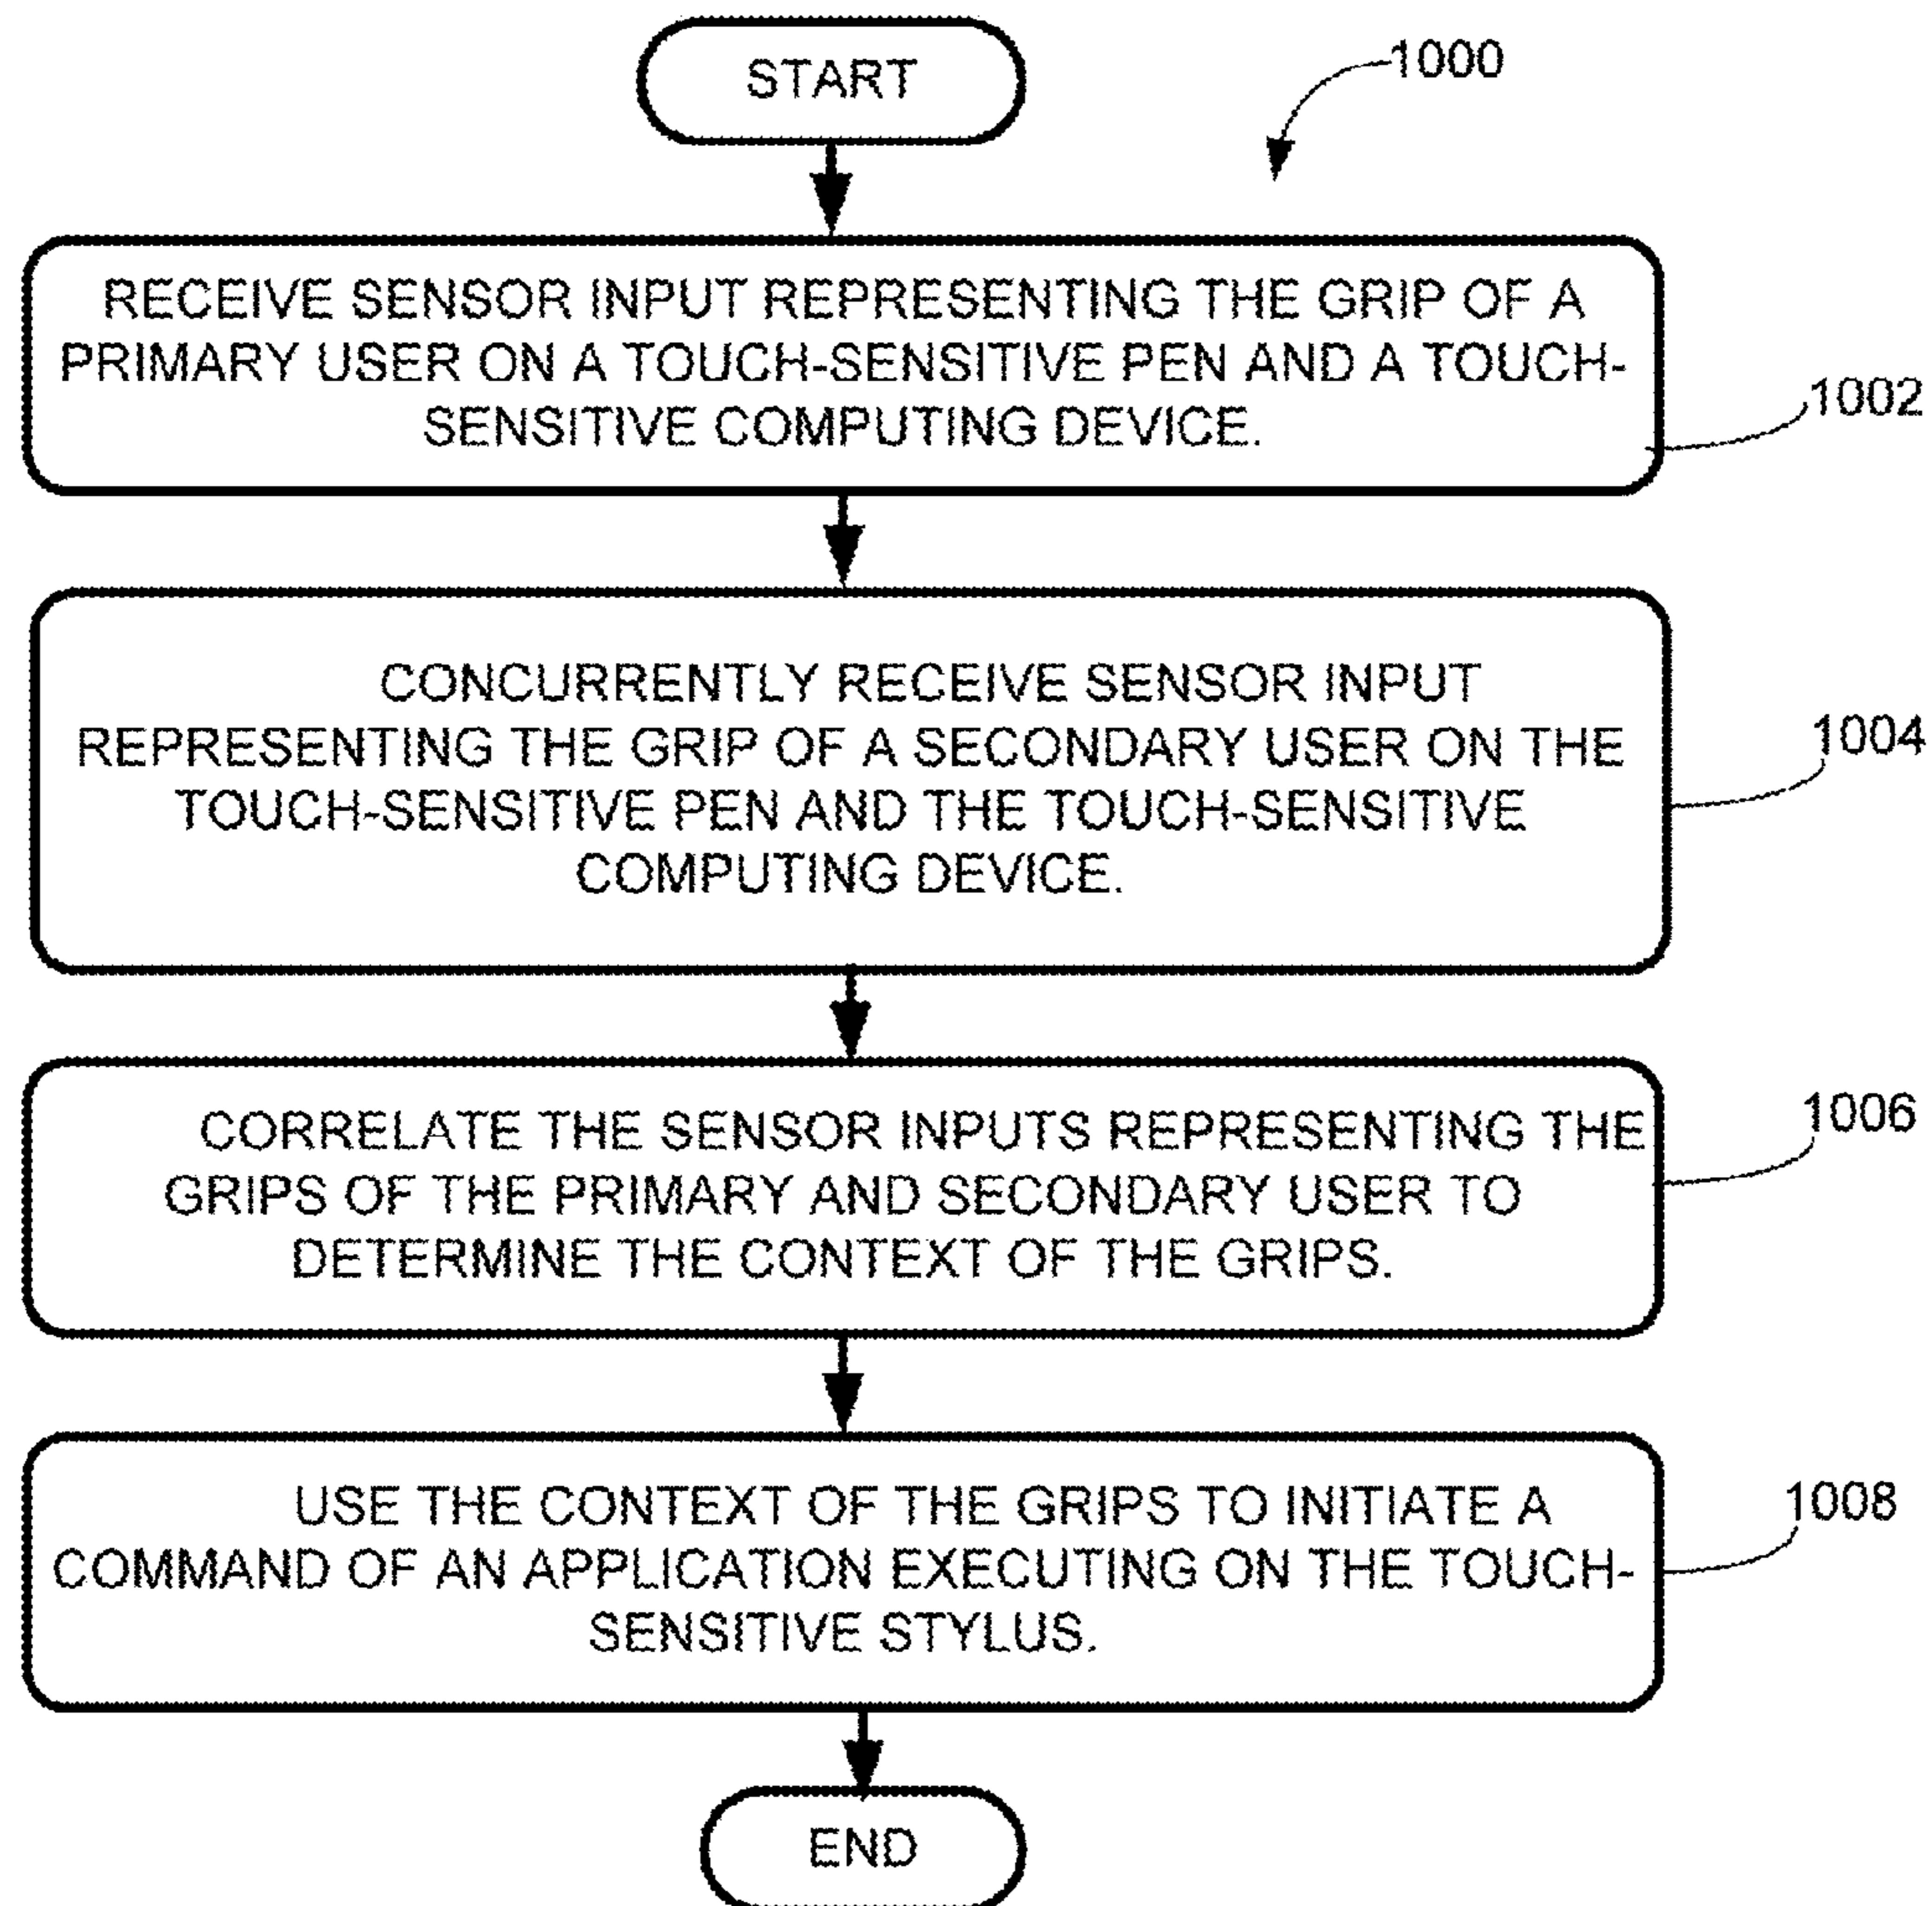 START
1000
RECEIVE SENSOR INPUT REPRESENTING THE GRIP OF A
PRIMARY USER ON A TOUCH-SENSITIVE PEN AND A TOUCH-
SENSITIVE COMPUTING DEVICE.
1002
CONCURRENTLY RECEIVE SENSOR INPUT
REPRESENTING THE GRIP OF A SECONDARY USER ON THE
TOUCH-SENSITIVE PEN AND THE TOUCH-SENSITIVE
COMPUTING DEVICE.
1004
CORRELATE THE SENSOR INPUTS REPRESENTING THE
GRIPS OF THE PRIMARY AND SECONDARY USER TO
DETERMINE THE CONTEXT OF THE GRIPS.
1006
USE THE CONTEXT OF THE GRIPS TO INITIATE A
COMMAND OF AN APPLICATION EXECUTING ON THE TOUCH-
SENSITIVE STYLUS.
1008
END